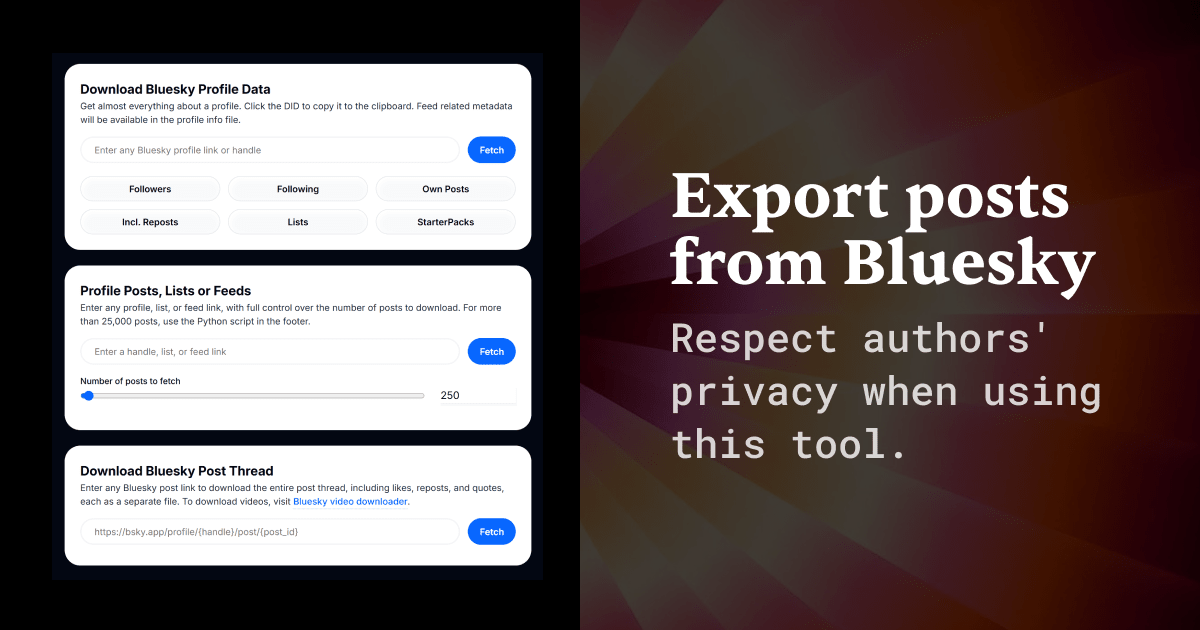 Download Bluesky Profile Data
Get almost everything about a profile. Click the DID to copy it to the clipboard. Feed related metadata
will be available in the profile info file.
Enter any Bluesky profile link or handle
Fetch
Followers
Following
Own Posts
Incl. Reposts
Lists
StarterPacks
Profile Posts, Lists or Feeds
Enter any profile, list, or feed link, with full control over the number of posts to download. For more
than 25,000 posts, use the Python script in the footer.
Enter a handle, list, or feed link
Fetch
Number of posts to fetch
250
Download Bluesky Post Thread
Enter any Bluesky post link to download the entire post thread, including likes, reposts, and quotes,
each as a separate file. To download videos, visit Bluesky video downloader.
https://bsky.app/profile/{handle}/post/{post_id}
Fetch
Export posts
from Bluesky
Respect authors'
privacy when using
this tool.